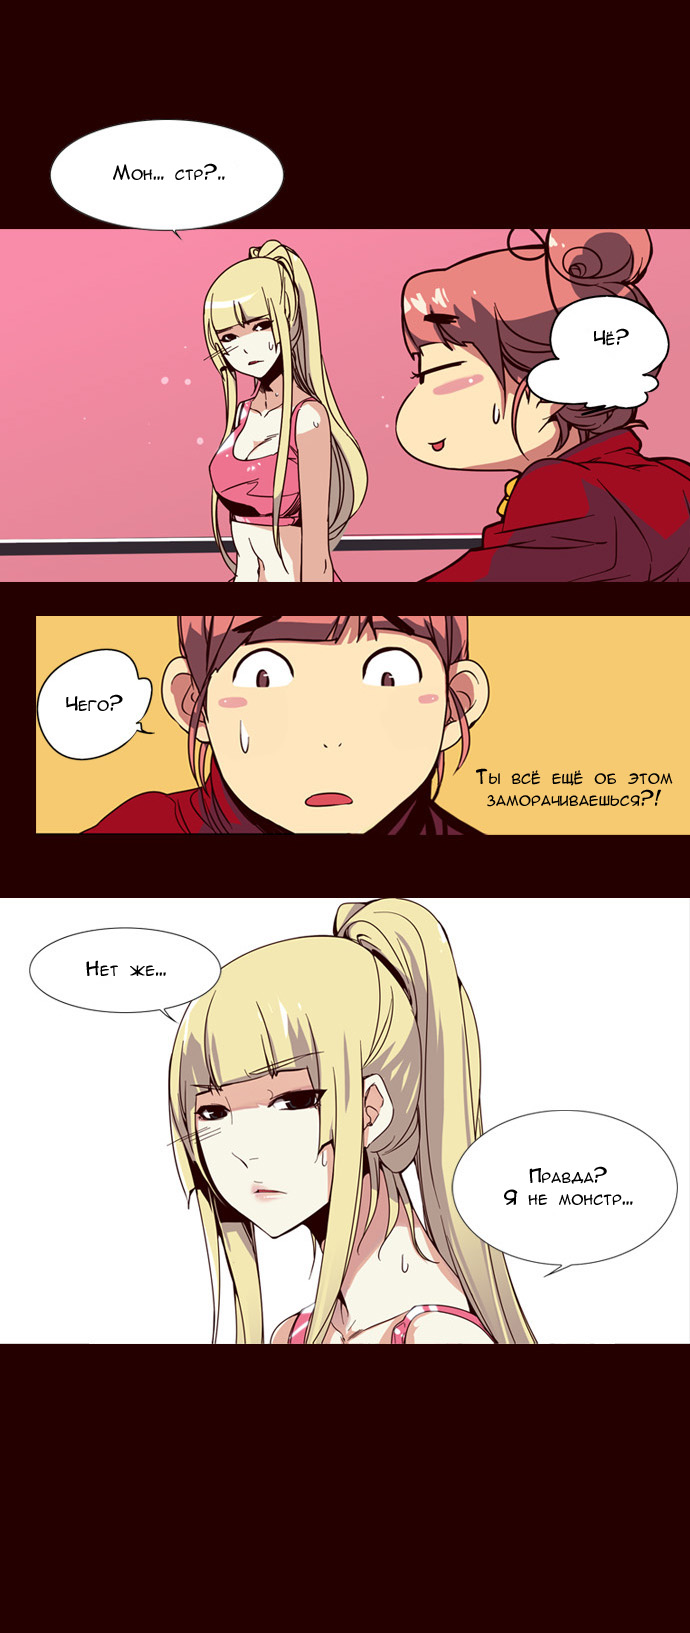 Мон... стр?..
Чё?
Чего?
Ты всё ещё об этом
заморачиваешься?!
Нет же...
Правда?
Я не монстр...